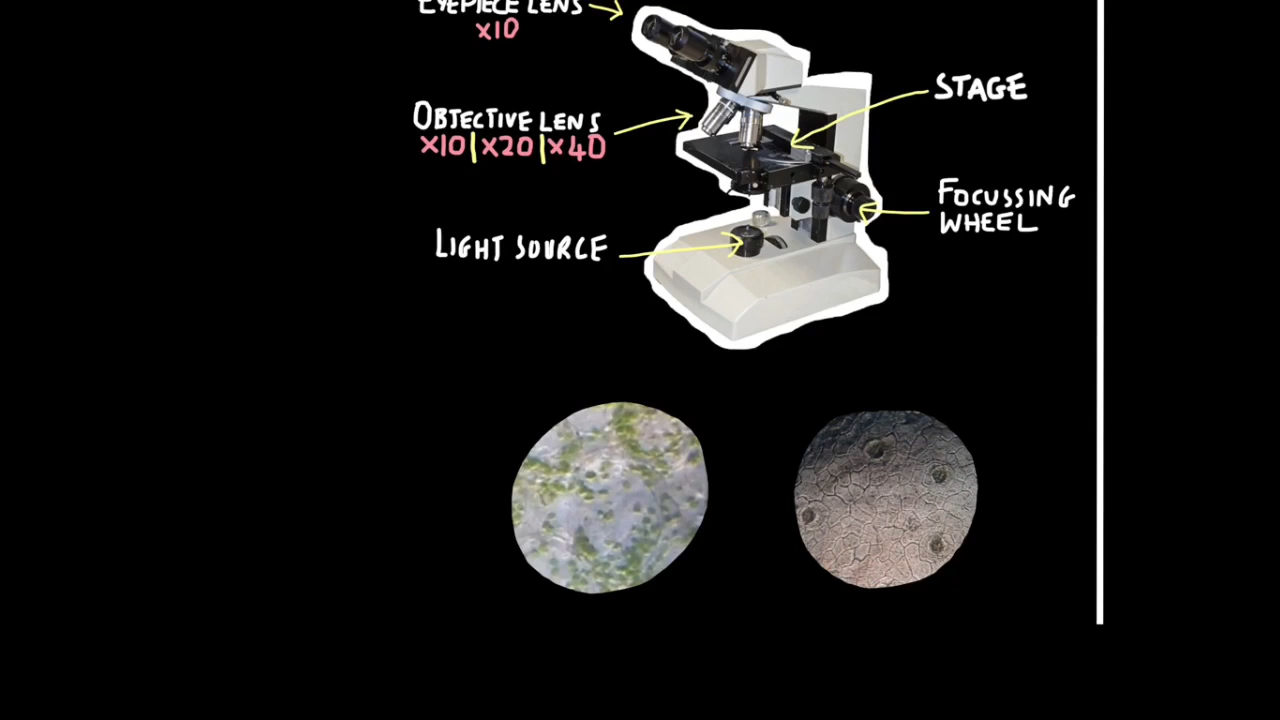 EYEPIECE LENS
x10
OBJECTIVE LENS
x10|x20|x40
LIGHT SOURCE
STAGE
FOCUSSING
WHEEL